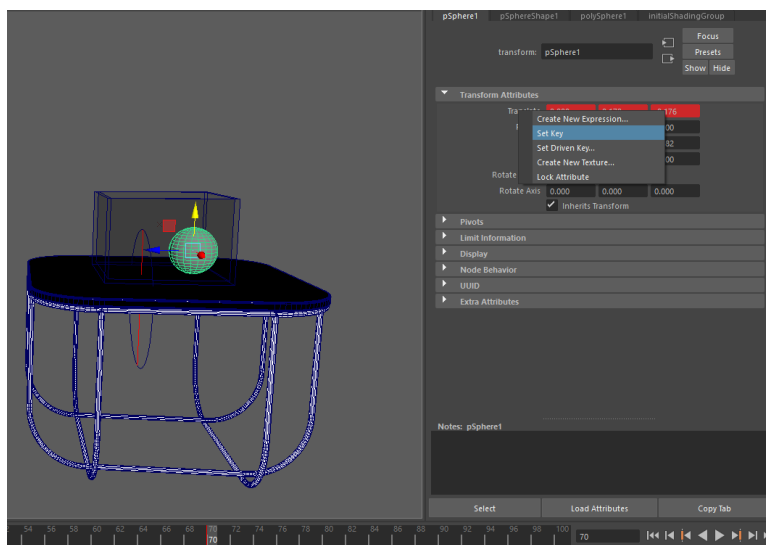 pSphere1 pSphereShape1 polySphere1 initialShadingGroup
Focus
transform: pSphere1
Presets
Show Hide
Transform Attributes
Create New Expression...
Set Key
Set Driven Key...
Create New Texture...
Lock Attribute
Rotate
Rotate Axis 0.000 0.000 0.000
Inherits Transform
Pivots
Limit Information
Display
Node Behavior
UUID
Extra Attributes
Notes: pSphere1
Select Load Attributes Copy Tab
54 56 58 60 62 64 66 68 70 72 74 76 78 80 82 84 86 88 90 92 94 96 98 100
70 70